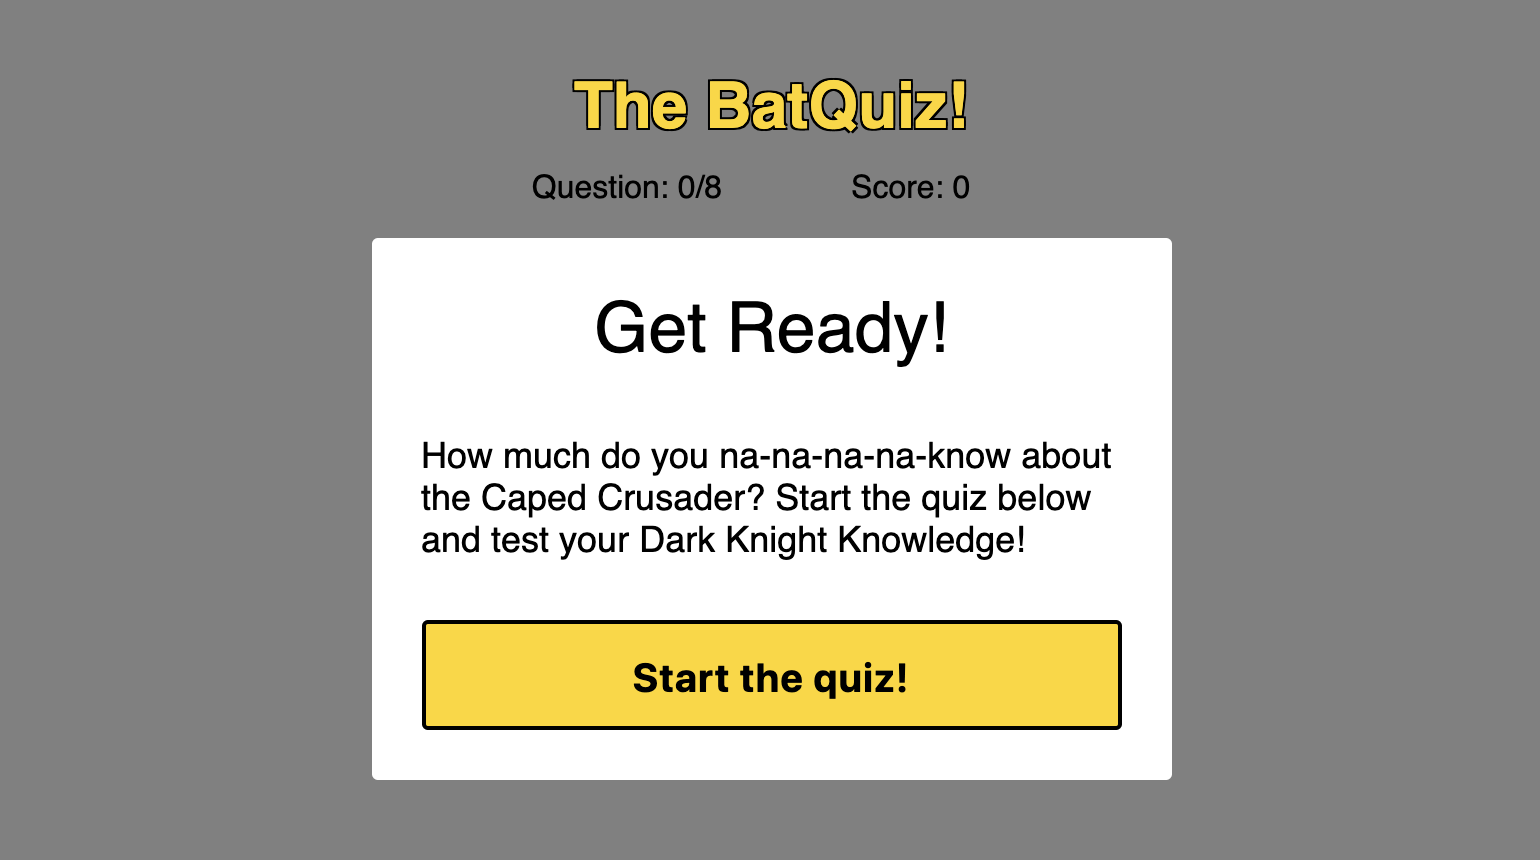 The BatQuiz!
Question: 0/8 Score: 0
Get Ready!
How much do you na-na-na-na-know about
the Caped Crusader? Start the quiz below
and test your Dark Knight Knowledge!
Start the quiz!